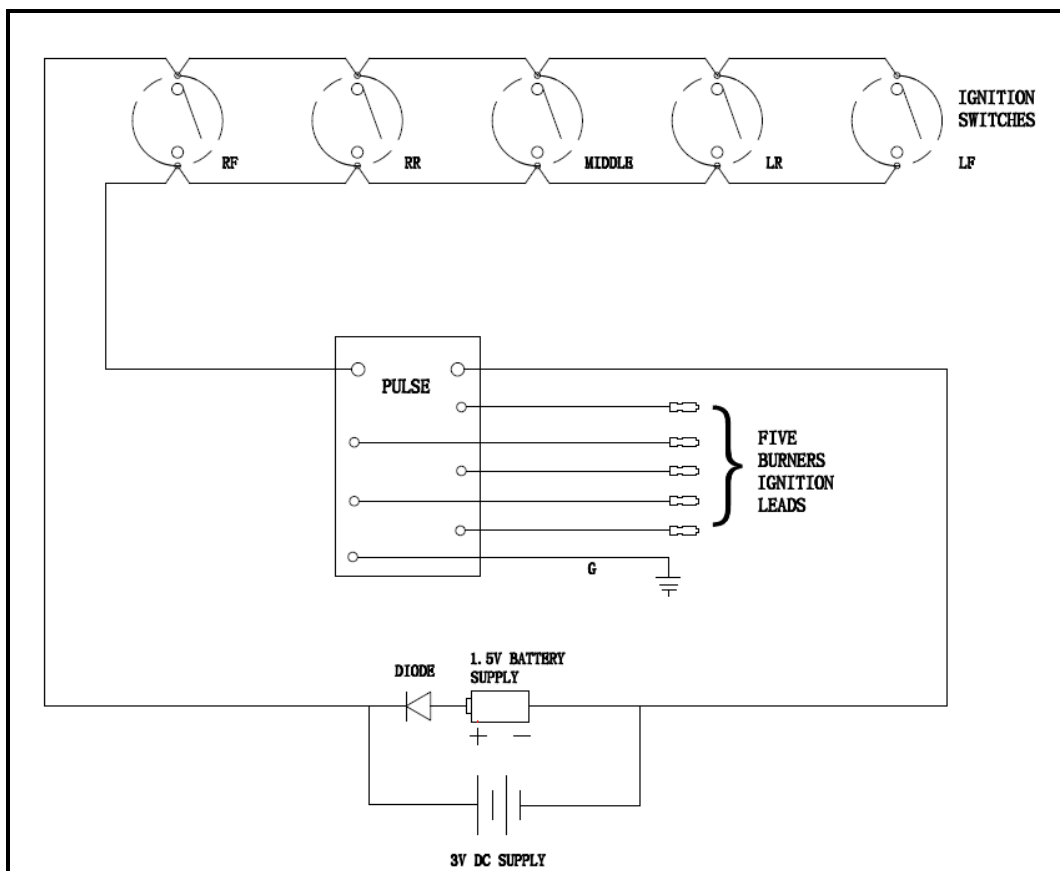 IGNITION
SWITCHES
RF
RR
MIDDLE
LR
LF
PULSE
FIVE
BURNERS
IGNITION
LEADS
G
DIODE
1.5V BATTERY
SUPPLY
+ −
3V DC SUPPLY